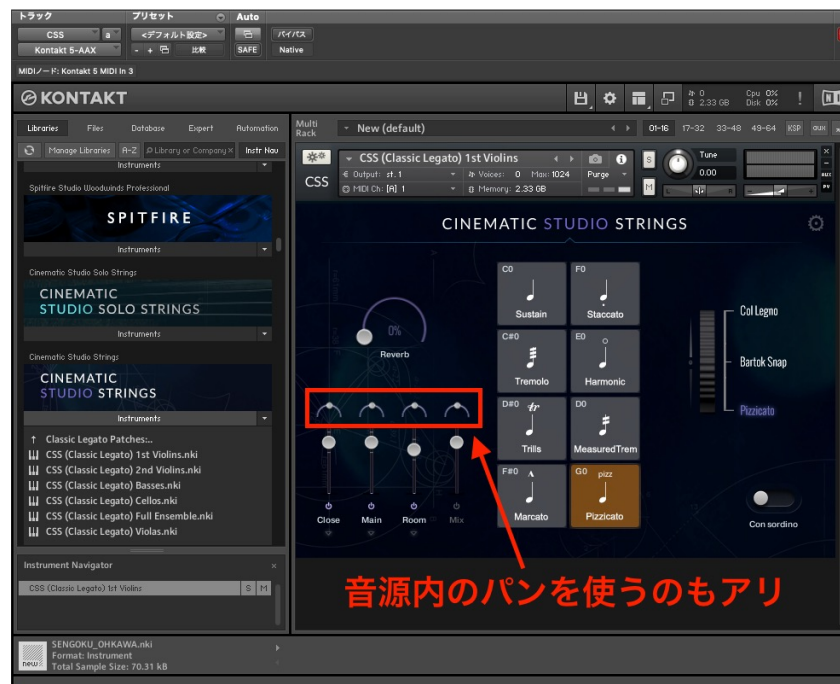 トラック プリセット Auto
CSS a <デフォルト設定> バイパス
Kontakt 5-AAX - + 比較 SAFE Native
MIDIノード: Kontakt 5 MIDI In 3
KONTAKT
0 Cpu 0%
2.33 GB Disk 0%
Libraries Files Database Expert Automation
Multi Rack New (default) 01-16 17-32 33-48 49-64 KSP aux
Manage Libraries A-Z Library or Company Instr Nav
Instruments
Spitfire Studio Woodwinds Professional
SPITFIRE
Instruments
Cinematic Studio Solo Strings
CINEMATIC
STUDIO SOLO STRINGS
Instruments
Cinematic Studio Strings
CINEMATIC
STUDIO STRINGS
Instruments
Classic Legato Patches:..
CSS (Classic Legato) 1st Violins.nki
CSS (Classic Legato) 2nd Violins.nki
CSS (Classic Legato) Basses.nki
CSS (Classic Legato) Cellos.nki
CSS (Classic Legato) Full Ensemble.nki
CSS (Classic Legato) Violas.nki
Instrument Navigator ×
CSS (Classic Legato) 1st Violins S M
SENGOKU_OHKAWA.nki
Format: Instrument
Total Sample Size: 70.31 kB
new
CSS
CSS (Classic Legato) 1st Violins
Output: st. 1 Voices: 0 Max: 1024 Purge
MIDI Ch: [A] 1 Memory: 2.33 GB
S M Tune 0.00
L R
× aux pv
CINEMATIC STUDIO STRINGS
0%
Reverb
C0 Sustain
F0 Staccato
C#0 Tremolo
E0 Harmonic
D#0 tr Trills
D0 MeasuredTrem
F#0 Marcato
G0 pizz Pizzicato
Col Legno
Bartok Snap
Pizzicato
Close Main Room Mix
Con sordino
音源内のパンを使うのもアリ